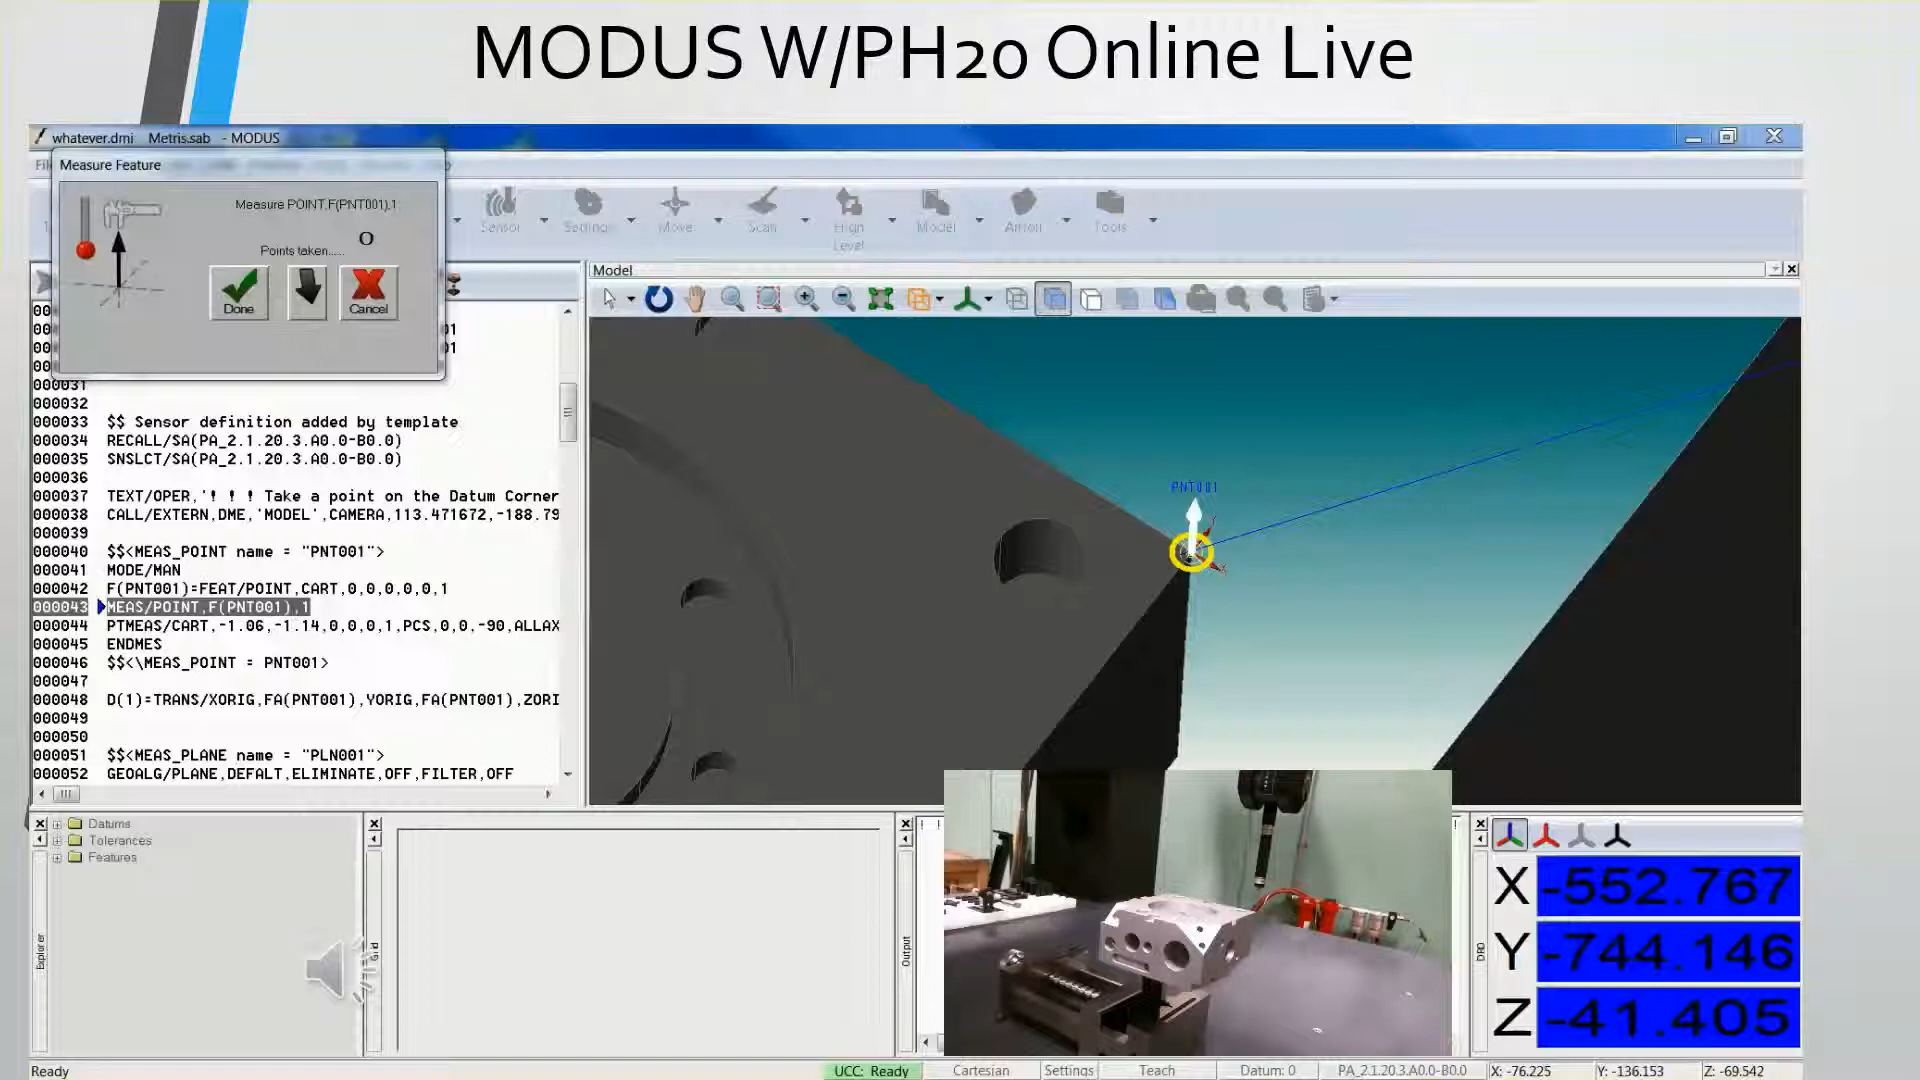 MODUS W/PH20 Online Live
whatever.dmi Metris.sab - MODUS
Measure Feature
Measure POINT,F(PNT001),1
Points taken..... 0
Done
Cancel
Sensor
Settings
Move
Scan
High Level
Model
Tools
Model
000031
000032
000033 $$ Sensor definition added by template
000034 RECALL/SA(PA_2.1.20.3.A0.0-B0.0)
000035 SNSLCT/SA(PA_2.1.20.3.A0.0-B0.0)
000036
000037 TEXT/OPER,'! ! ! Take a point on the Datum Corner
000038 CALL/EXTERN,DME,'MODEL',CAMERA,113.471672,-188.79
000039
000040 $$<MEAS_POINT name = "PNT001">
000041 MODE/MAN
000042 F(PNT001)=FEAT/POINT,CART,0,0,0,0,0,1
000043 MEAS/POINT,F(PNT001),1
000044 PTMEAS/CART,-1.06,-1.14,0,0,0,1,PCS,0,0,-90,ALLAX
000045 ENDMES
000046 $$<\MEAS_POINT = PNT001>
000047
000048 D(1)=TRANS/XORIG,FA(PNT001),YORIG,FA(PNT001),ZORI
000049
000050
000051 $$<MEAS_PLANE name = "PLN001">
000052 GEOALG/PLANE,DEFALT,ELIMINATE,OFF,FILTER,OFF
PNT001
Datums
Tolerances
Features
Explorer
Grid
Output
DRO
X -552.767
Y -744.146
Z -41.405
Ready
UCC: Ready
Cartesian
Settings
Teach
Datum: 0
PA_2.1.20.3.A0.0-B0.0
X: -76.225
Y: -136.153
Z: -69.542